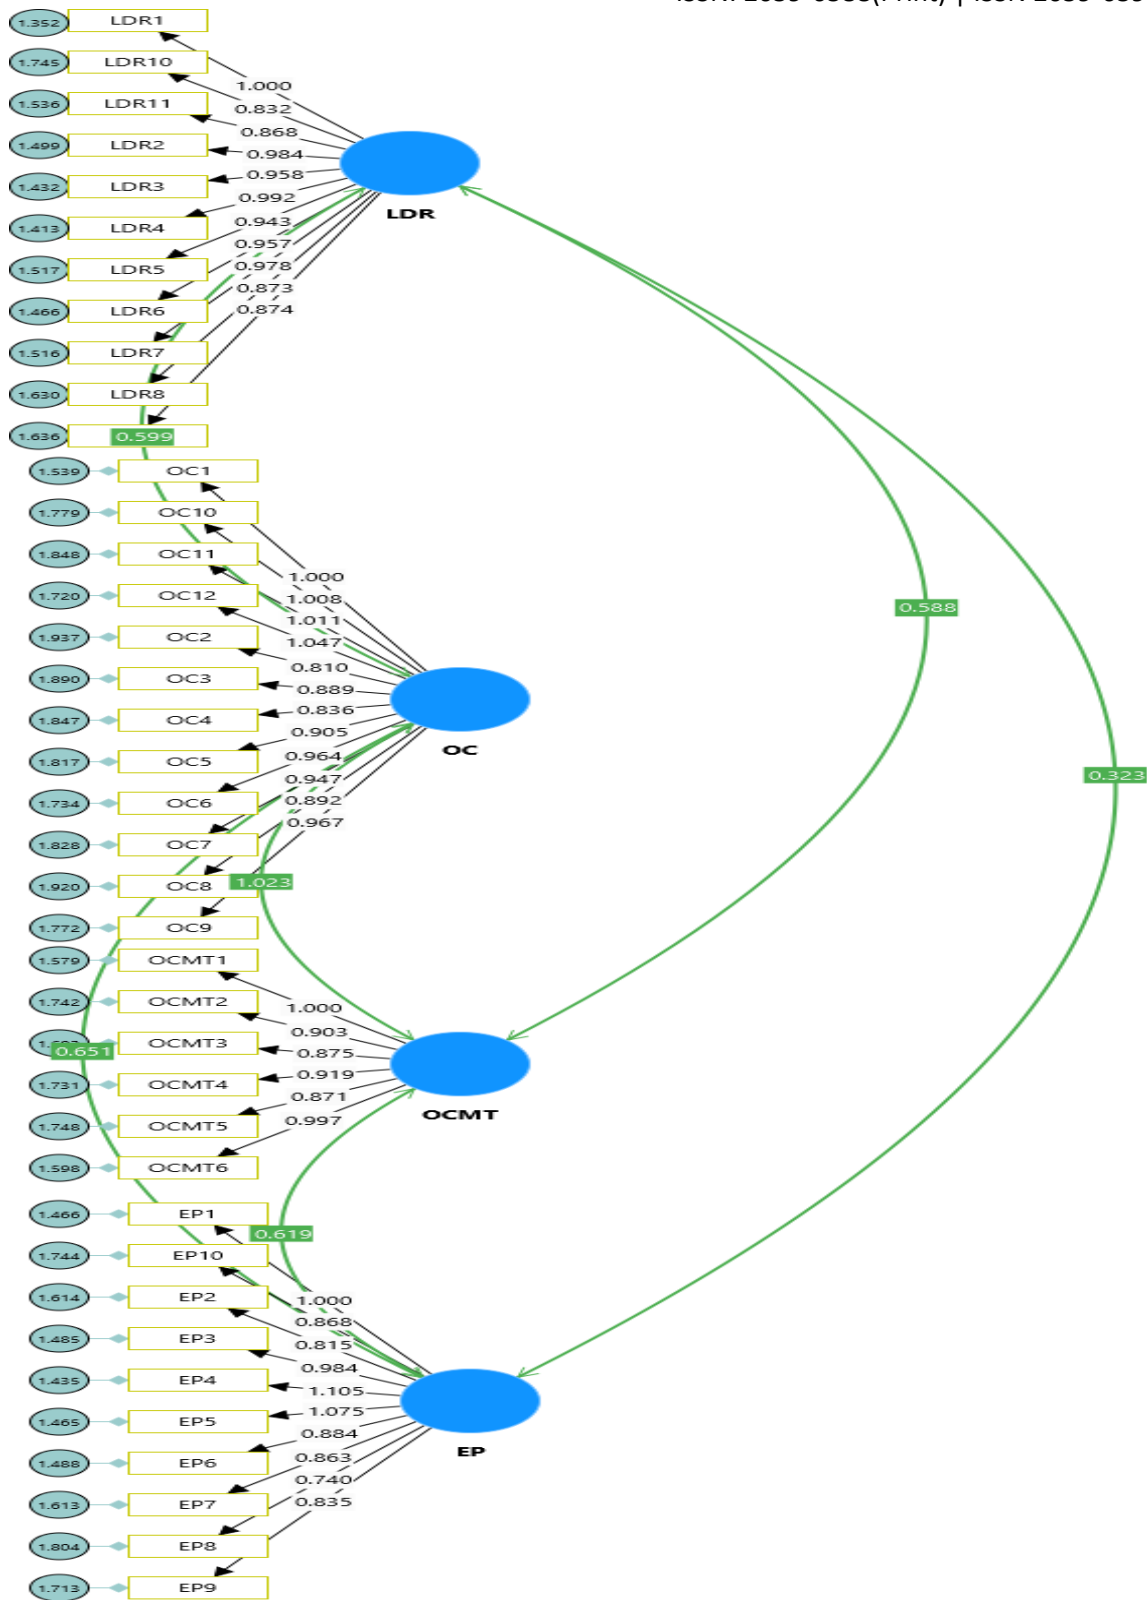 1.352 LDR1
1.745 LDR10
1.000
1.536 LDR11
0.832
0.868
1.499 LDR2
0.984
0.958
1.432 LDR3
0.992
LDR
1.413 LDR4
0.943
0.957
1.517 LDR5
0.978
0.873
1.466 LDR6
0.874
1.516 LDR7
1.630 LDR8
1.636 0.599
1.539 OC1
1.779 OC10
1.848 OC11
1.000
1.720 OC12
1.008
0.588
1.011
1.937 OC2
1.047
0.810
1.890 OC3
0.889
0.836
1.847 OC4
0.905
OC
1.817 OC5
0.964
0.323
0.947
1.734 OC6
0.892
0.967
1.828 OC7
1.920 OC8 1.023
1.772 OC9
1.579 OCMT1
1.742 OCMT2
1.000
0.903
OCMT3
0.651
0.875
0.919
1.731 OCMT4
0.871
OCMT
1.748 OCMT5
0.997
1.598 OCMT6
1.466 EP1
0.619
1.744 EP10
1.614 EP2
1.000
0.868
1.485 EP3
0.815
0.984
1.435 EP4
1.105
1.075
1.465 EP5
0.884
EP
1.488 EP6
0.863
0.740
1.613 EP7
0.835
1.804 EP8
1.713 EP9